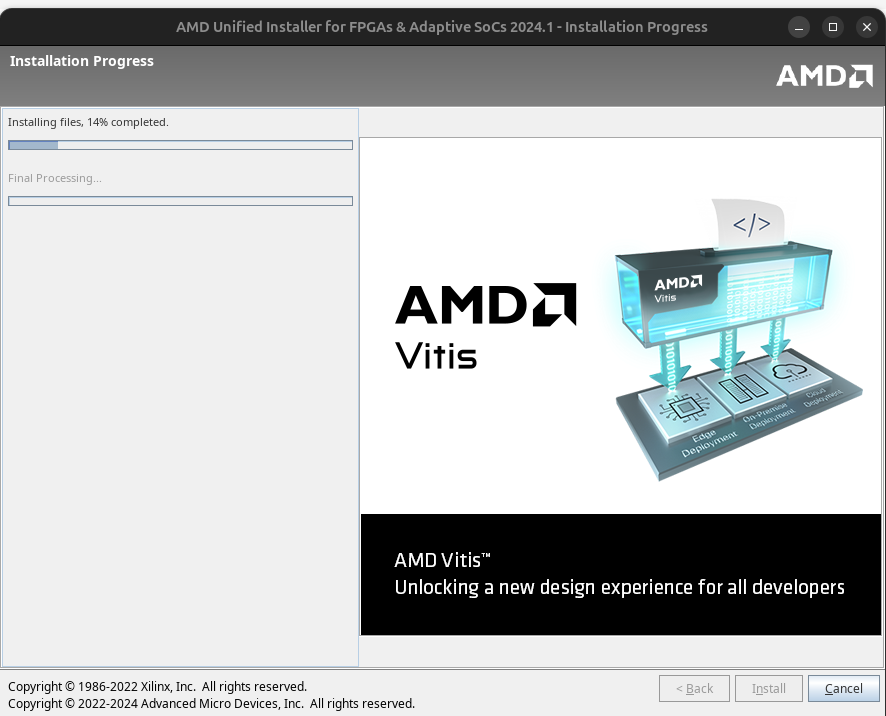 AMD Unified Installer for FPGAs & Adaptive SoCs 2024.1 - Installation Progress
Installation Progress
AMD
Installing files, 14% completed.
Final Processing...
</>
AMD
Vitis
AMD
Vitis
Edge
Deployment
On-Premise
Deployment
Cloud
Deployment
AMD Vitis™
Unlocking a new design experience for all developers
Copyright © 1986-2022 Xilinx, Inc.  All rights reserved.
Copyright © 2022-2024 Advanced Micro Devices, Inc.  All rights reserved.
< Back
Install
Cancel